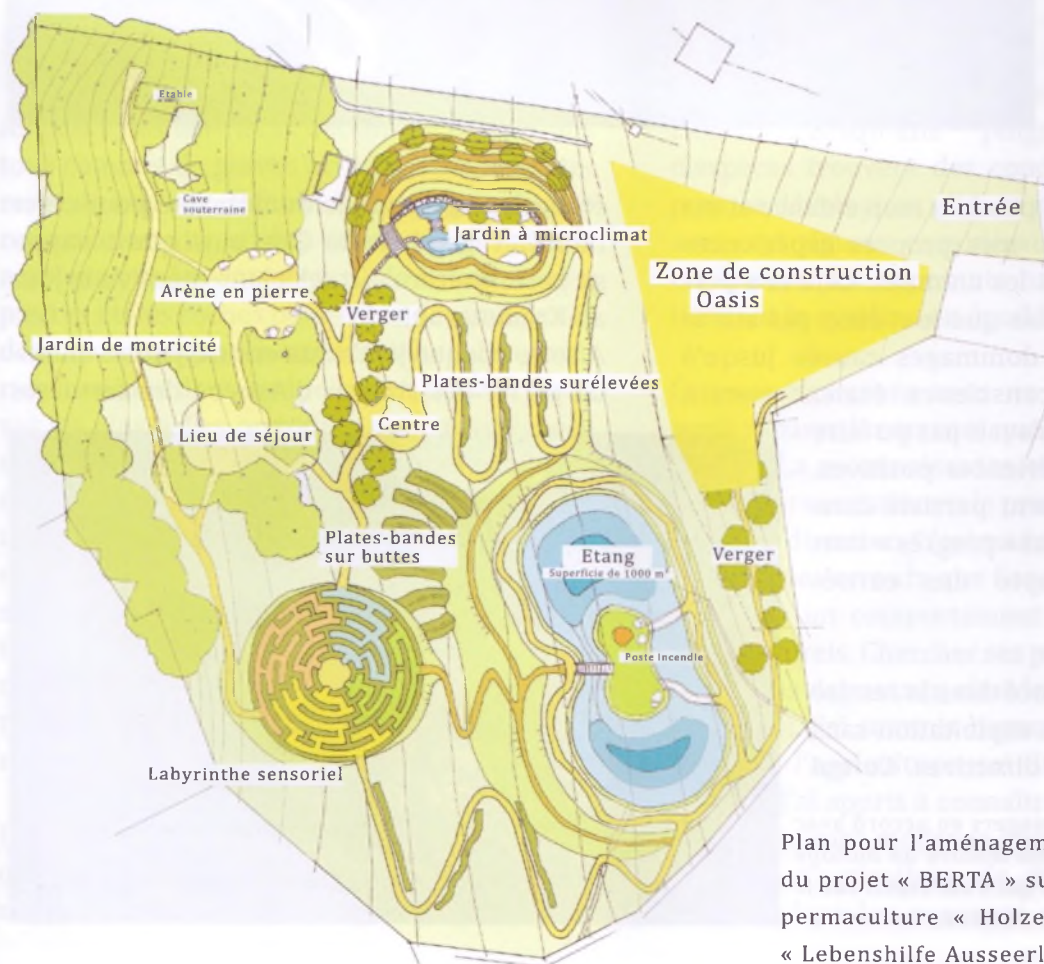 Etable
Cave
souterraine
Entrée
Jardin à microclimat
Zone de construction
Oasis
Arène en pierre
Verger
Jardin de motricité
Plates-bandes surélevées
Centre
Lieu de séjour
Plates-bandes
sur buttes
Etang
Superficie de 1000 m²
Verger
Poste Incendie
Labyrinthe sensoriel
Plan pour l'aménagem
du projet « BERTA » su
permaculture « Holze
« Lebenshilfe Ausseerl